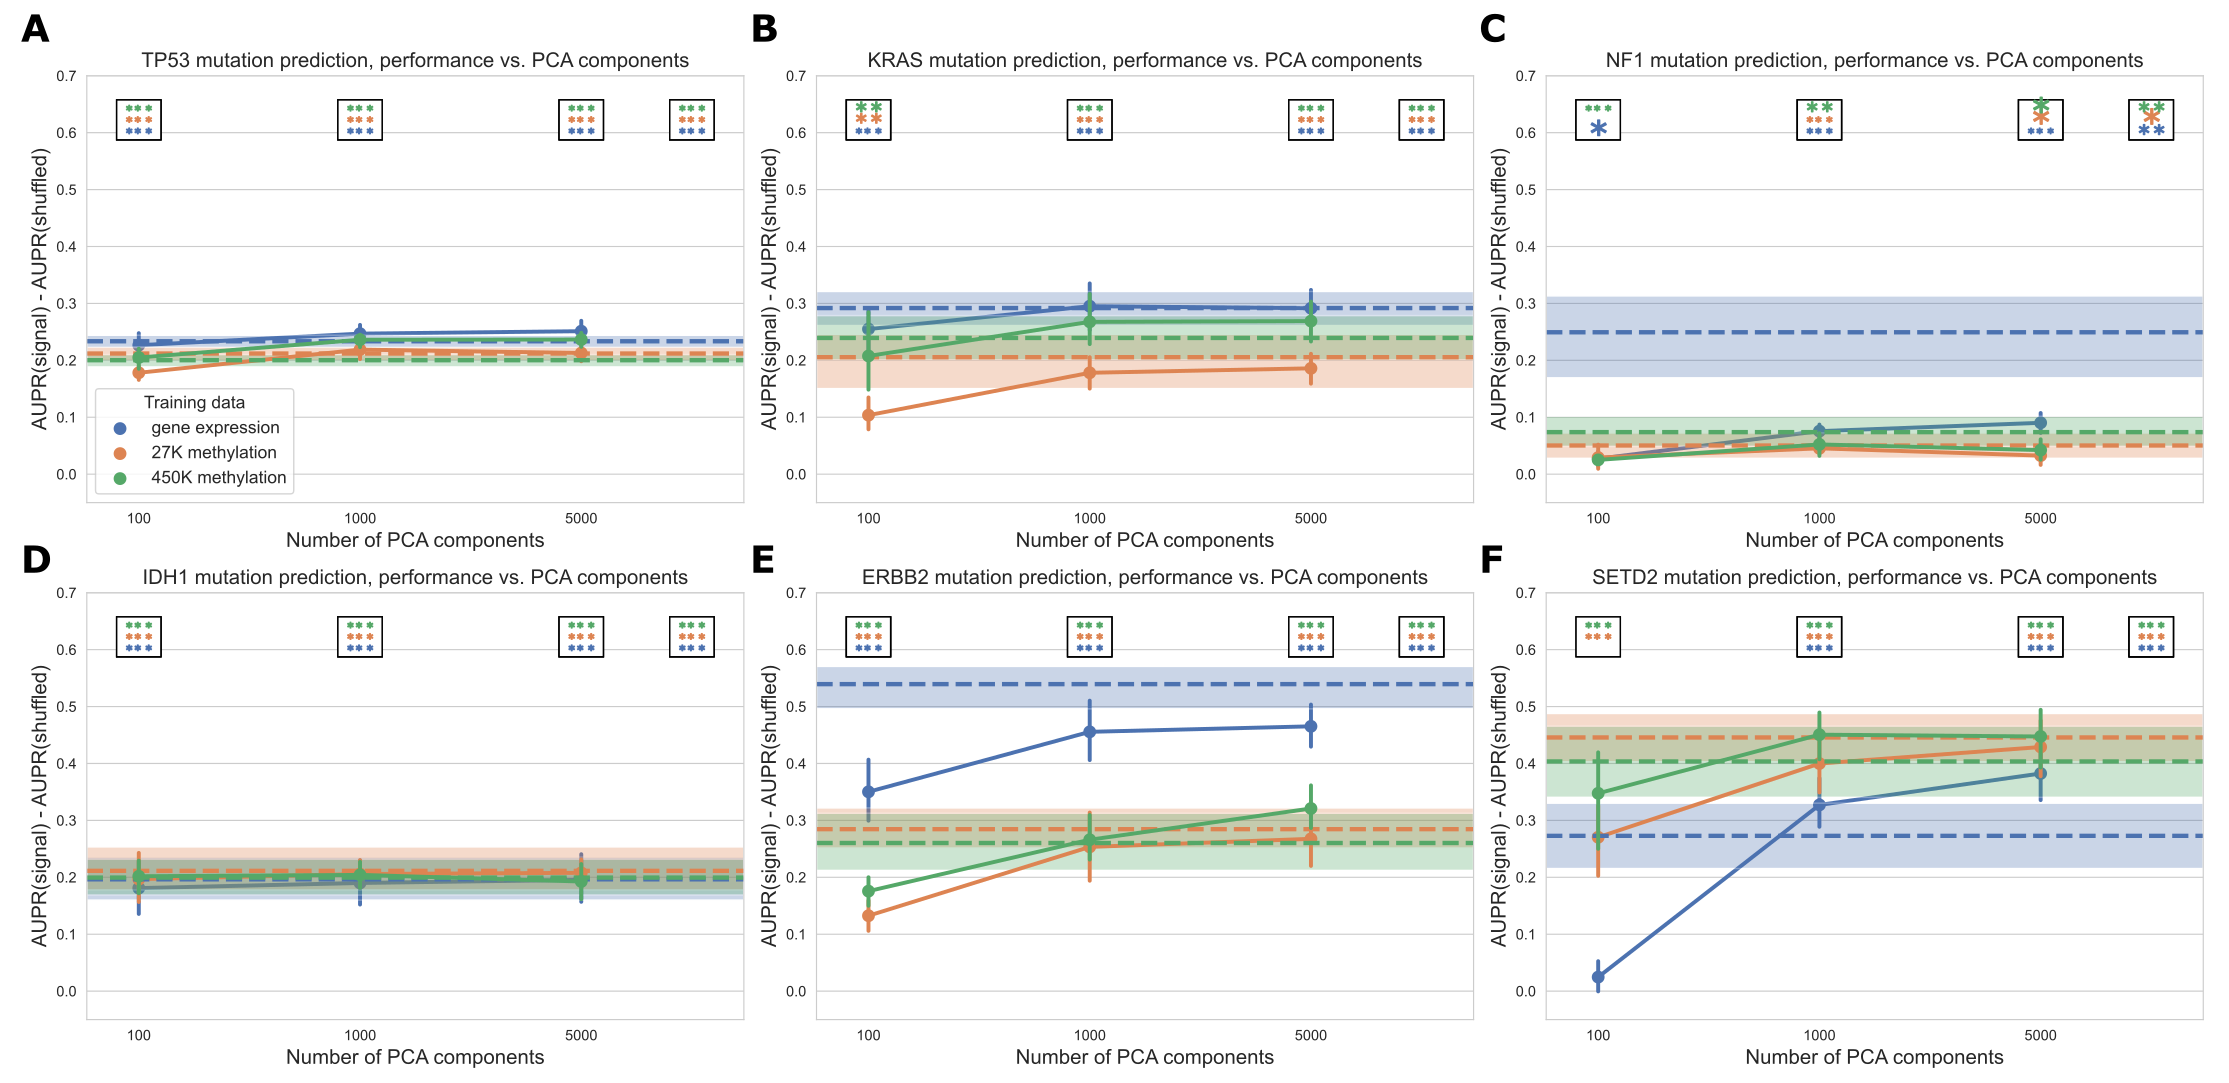 A
TP53 mutation prediction, performance vs. PCA components
AUPR(signal) - AUPR(shuffled)
0.7
0.6
0.5
0.4
0.3
0.2
0.1
0.0
*** *** *** ***
*** *** *** ***
*** *** *** ***
Training data
gene expression
27K methylation
450K methylation
100 1000 5000
Number of PCA components
B
KRAS mutation prediction, performance vs. PCA components
AUPR(signal) - AUPR(shuffled)
0.7
0.6
0.5
0.4
0.3
0.2
0.1
0.0
** *** *** ***
** *** *** ***
*** *** *** ***
100 1000 5000
Number of PCA components
C
NF1 mutation prediction, performance vs. PCA components
AUPR(signal) - AUPR(shuffled)
0.7
0.6
0.5
0.4
0.3
0.2
0.1
0.0
*** ** * **
*** * *
* *** *** **
100 1000 5000
Number of PCA components
D
IDH1 mutation prediction, performance vs. PCA components
AUPR(signal) - AUPR(shuffled)
0.7
0.6
0.5
0.4
0.3
0.2
0.1
0.0
*** *** *** ***
*** *** *** ***
*** *** *** ***
100 1000 5000
Number of PCA components
E
ERBB2 mutation prediction, performance vs. PCA components
AUPR(signal) - AUPR(shuffled)
0.7
0.6
0.5
0.4
0.3
0.2
0.1
0.0
*** *** *** ***
*** *** *** ***
*** *** *** ***
100 1000 5000
Number of PCA components
F
SETD2 mutation prediction, performance vs. PCA components
AUPR(signal) - AUPR(shuffled)
0.7
0.6
0.5
0.4
0.3
0.2
0.1
0.0
*** *** *** ***
*** *** *** ***
*** *** ***
100 1000 5000
Number of PCA components